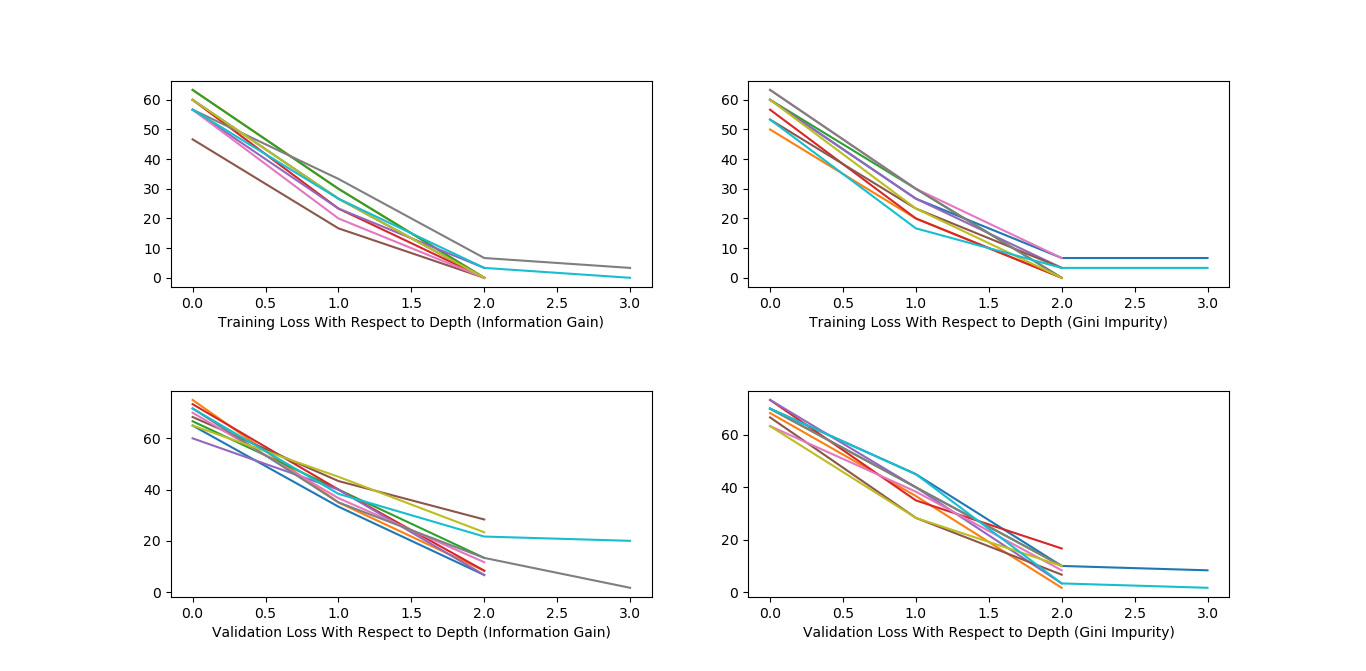 60
50
40
30
20
10
0
0.0 0.5 1.0 1.5 2.0 2.5 3.0
Training Loss With Respect to Depth (Information Gain)
60
50
40
30
20
10
0
0.0 0.5 1.0 1.5 2.0 2.5 3.0
Training Loss With Respect to Depth (Gini Impurity)
60
40
20
0
0.0 0.5 1.0 1.5 2.0 2.5 3.0
Validation Loss With Respect to Depth (Information Gain)
60
40
20
0
0.0 0.5 1.0 1.5 2.0 2.5 3.0
Validation Loss With Respect to Depth (Gini Impurity)